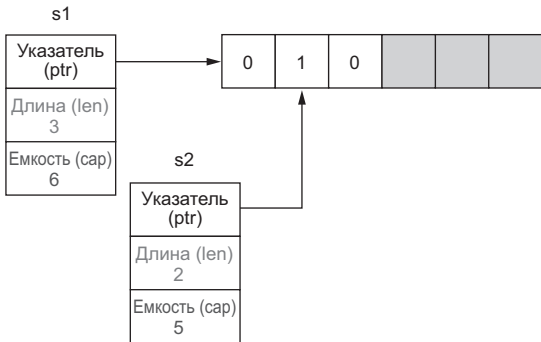 s1
Указатель
(ptr)
Длина (len)
3
Емкость (cap)
6
0 1 0
s2
Указатель
(ptr)
Длина (len)
2
Емкость (cap)
5